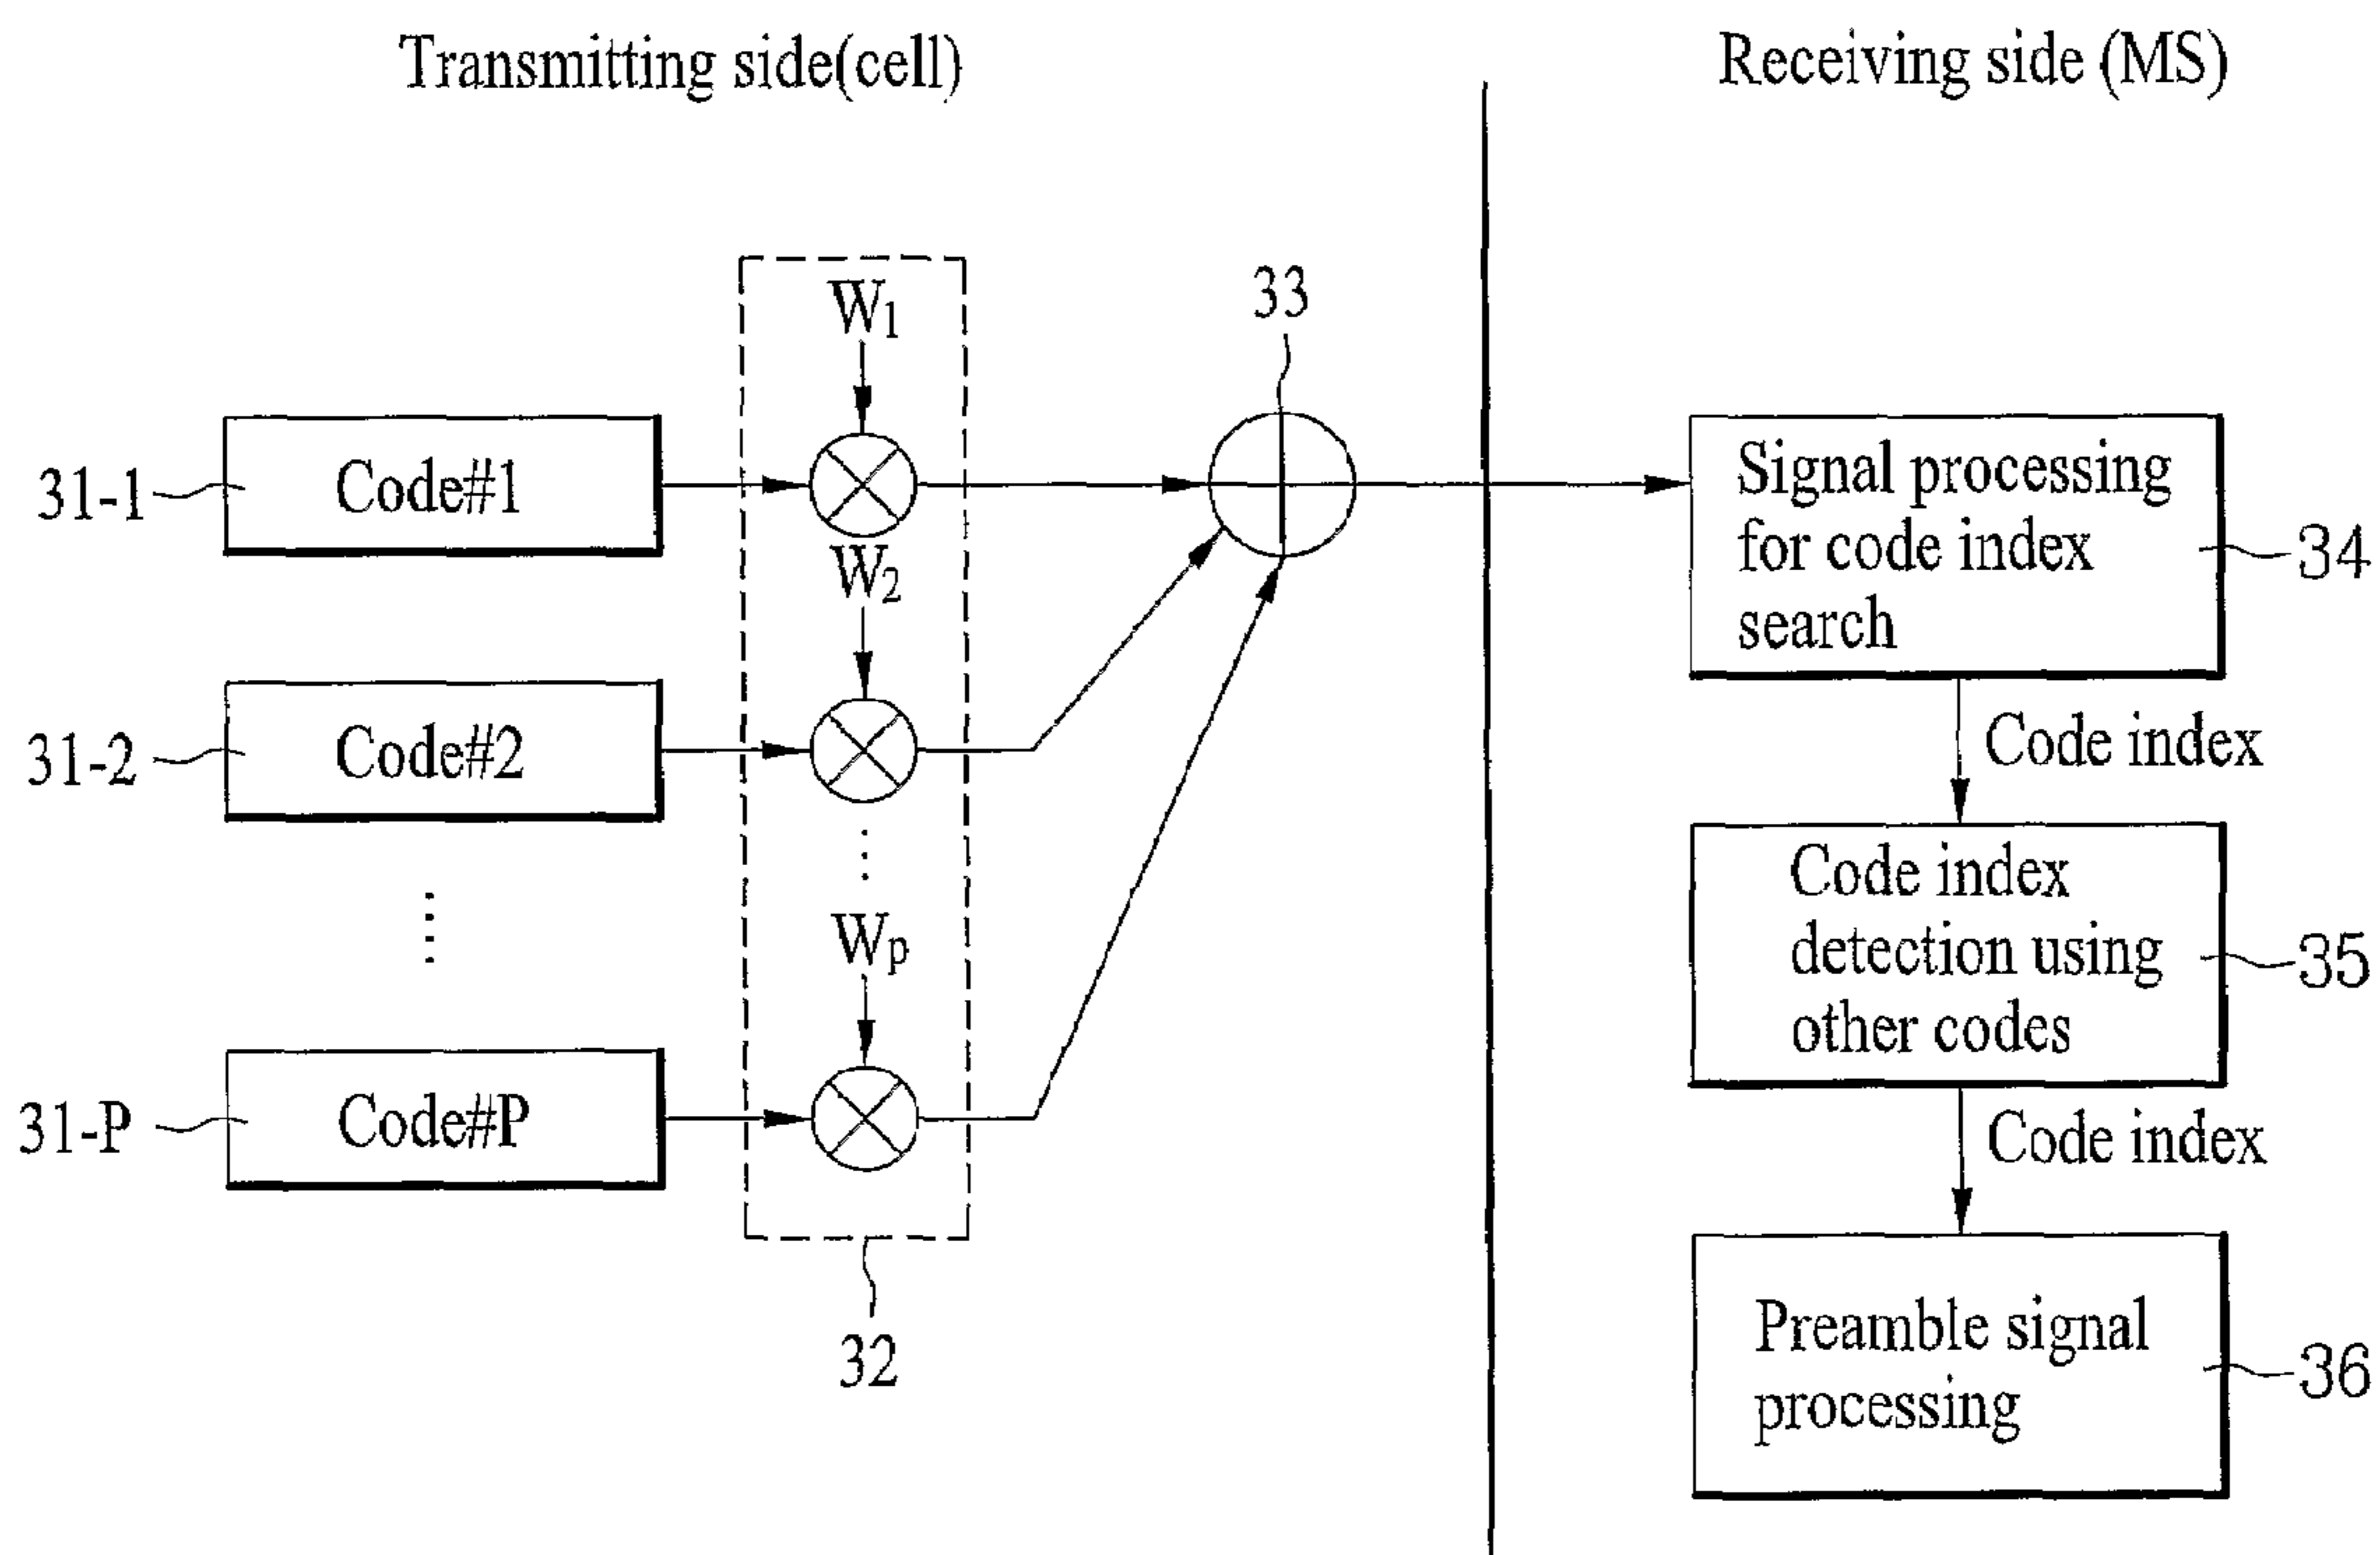 Transmitting side(cell)
Receiving side (MS)
W1
33
31-1
Code#1
Signal processing
for code index
search
34
W2
31-2
Code#2
Code index
Code index
detection using
other codes
35
Wp
31-P
Code#P
Code index
32
Preamble signal
processing
36